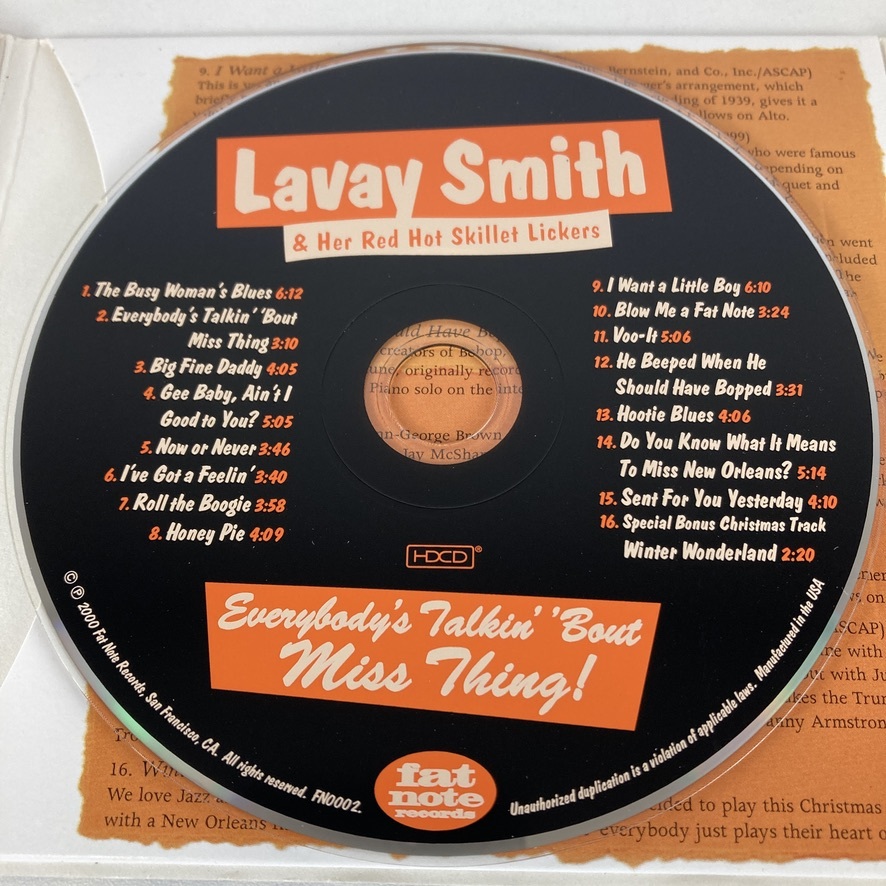 9. I Want a
Bernstein, and Co., Inc./ASCAP)
This is
arrangement, which
of 1939, gives it a
on Alto.
who were famous
depending on
quet and
went
Lavay Smith
& Her Red Hot Skillet Lickers
1. The Busy Woman's Blues 6:12
2. Everybody's Talkin' 'Bout
Miss Thing 3:10
3. Big Fine Daddy 4:05
4. Gee Baby, Ain't I
Good to You? 5:05
5. Now or Never 3:46
6. I've Got a Feelin' 3:40
7. Roll the Boogie 3:58
8. Honey Pie 4:09
Have
creators of Bebop,
originally
Piano solo on the
George Brown
Jay
9. I Want a Little Boy 6:10
10. Blow Me a Fat Note 3:24
11. Voo-It 5:06
12. He Beeped When He
Should Have Bopped 3:31
13. Hootie Blues 4:06
14. Do You Know What It Means
To Miss New Orleans? 5:14
15. Sent For You Yesterday 4:10
16. Special Bonus Christmas Track
Winter Wonderland 2:20
HDCD®
Everybody's Talkin' 'Bout
Miss Thing!
© ℗ 2000 Fat Note Records, San Francisco, CA. All rights reserved. FN0002.
fat
note
records
Unauthorized duplication is a violation of applicable laws. Manufactured in the USA
with
with
the
Armstrong
16.
We love Jazz
with a New Orleans
to play this Christmas
everybody just plays their heart